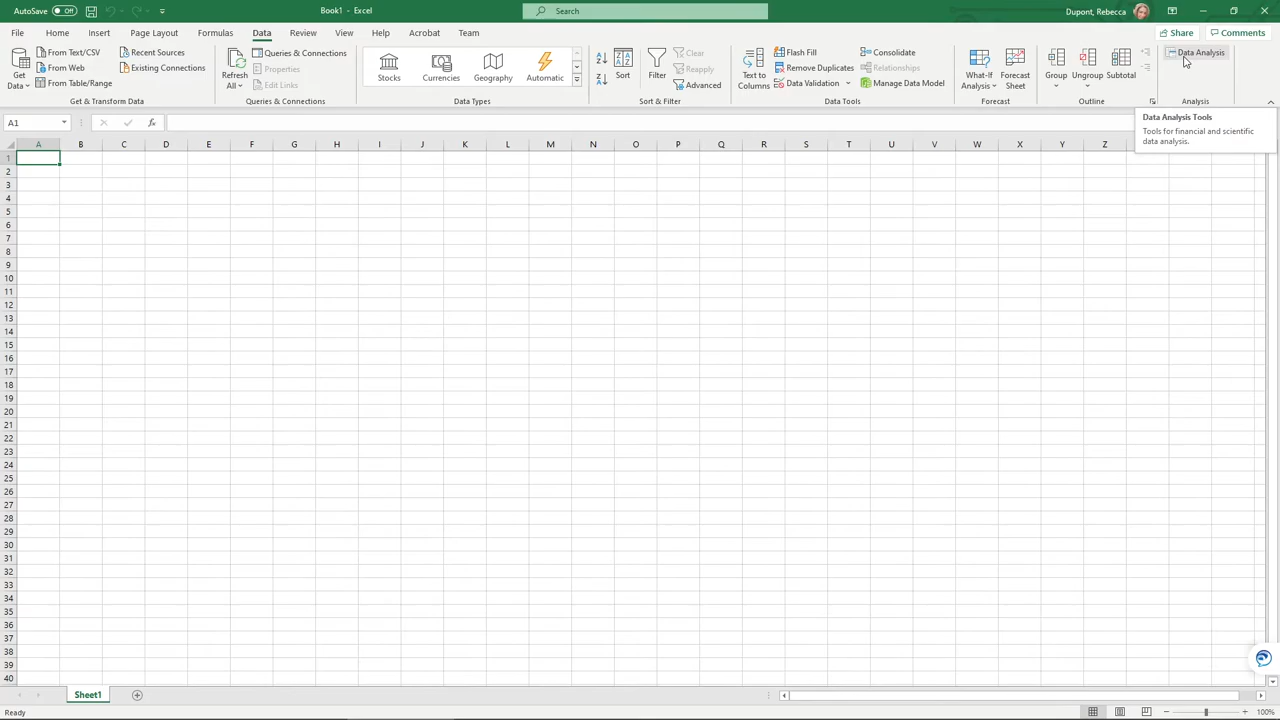 AutoSave Off
Book1 - Excel
Search
Dupont, Rebecca
File Home Insert Page Layout Formulas Data Review View Help Acrobat Team
Share Comments
Get Data
From Text/CSV
From Web
From Table/Range
Recent Sources
Existing Connections
Get & Transform Data
Refresh All
Queries & Connections
Properties
Edit Links
Queries & Connections
Stocks Currencies Geography Automatic
Data Types
Sort
Filter
Clear
Reapply
Advanced
Sort & Filter
Text to Columns
Flash Fill
Remove Duplicates
Data Validation
Consolidate
Relationships
Manage Data Model
Data Tools
What-If Analysis
Forecast Sheet
Forecast
Group Ungroup Subtotal
Outline
Data Analysis
Analysis
Data Analysis Tools
Tools for financial and scientific
data analysis.
A1
fx
A B C D E F G H I J K L M N O P Q R S T U V W X Y Z
1
2
3
4
5
6
7
8
9
10
11
12
13
14
15
16
17
18
19
20
21
22
23
24
25
26
27
28
29
30
31
32
33
34
35
36
37
38
39
40
Sheet1
Ready
100%